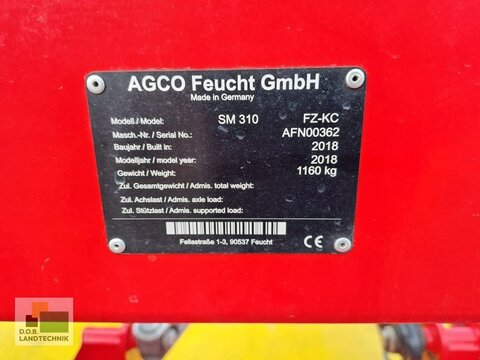 AGCO Feucht GmbH
Made in Germany
Modell / Model: SM 310 FZ-KC
Masch.-Nr. / Serial No.: AFN00362
Baujahr / Built in: 2018
Modelljahr / model year: 2018
Gewicht / Weight: 1160 kg
Zul. Gesamtgewicht / Admis. total weight:
Zul. Achslast / Admis. axle load:
Zul. Stützlast / Admis. supported load:
Fellastraße 1-3, 90537 Feucht CE
D.O.B.
LANDTECHNIK